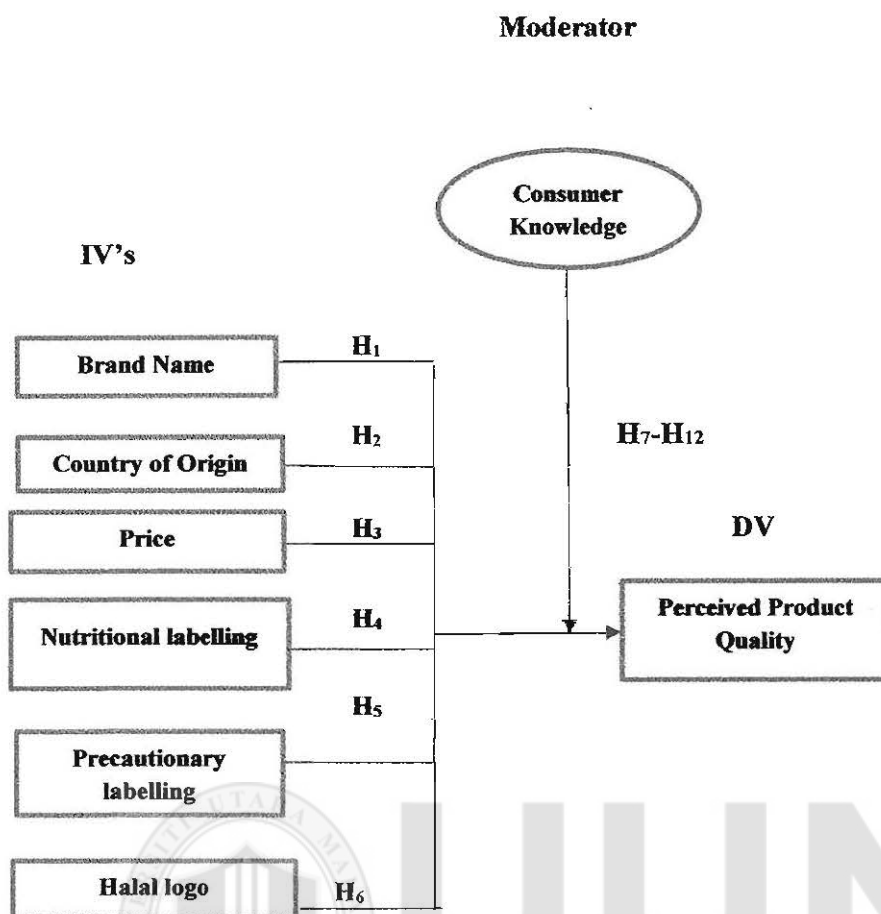 Moderator
Consumer
Knowledge
IV's
H1
Brand Name
H2
Country of Origin
H3
Price
H7-H12
DV
H4
Nutritional labelling
Perceived Product
Quality
H5
Precautionary
labelling
Halal logo
H6